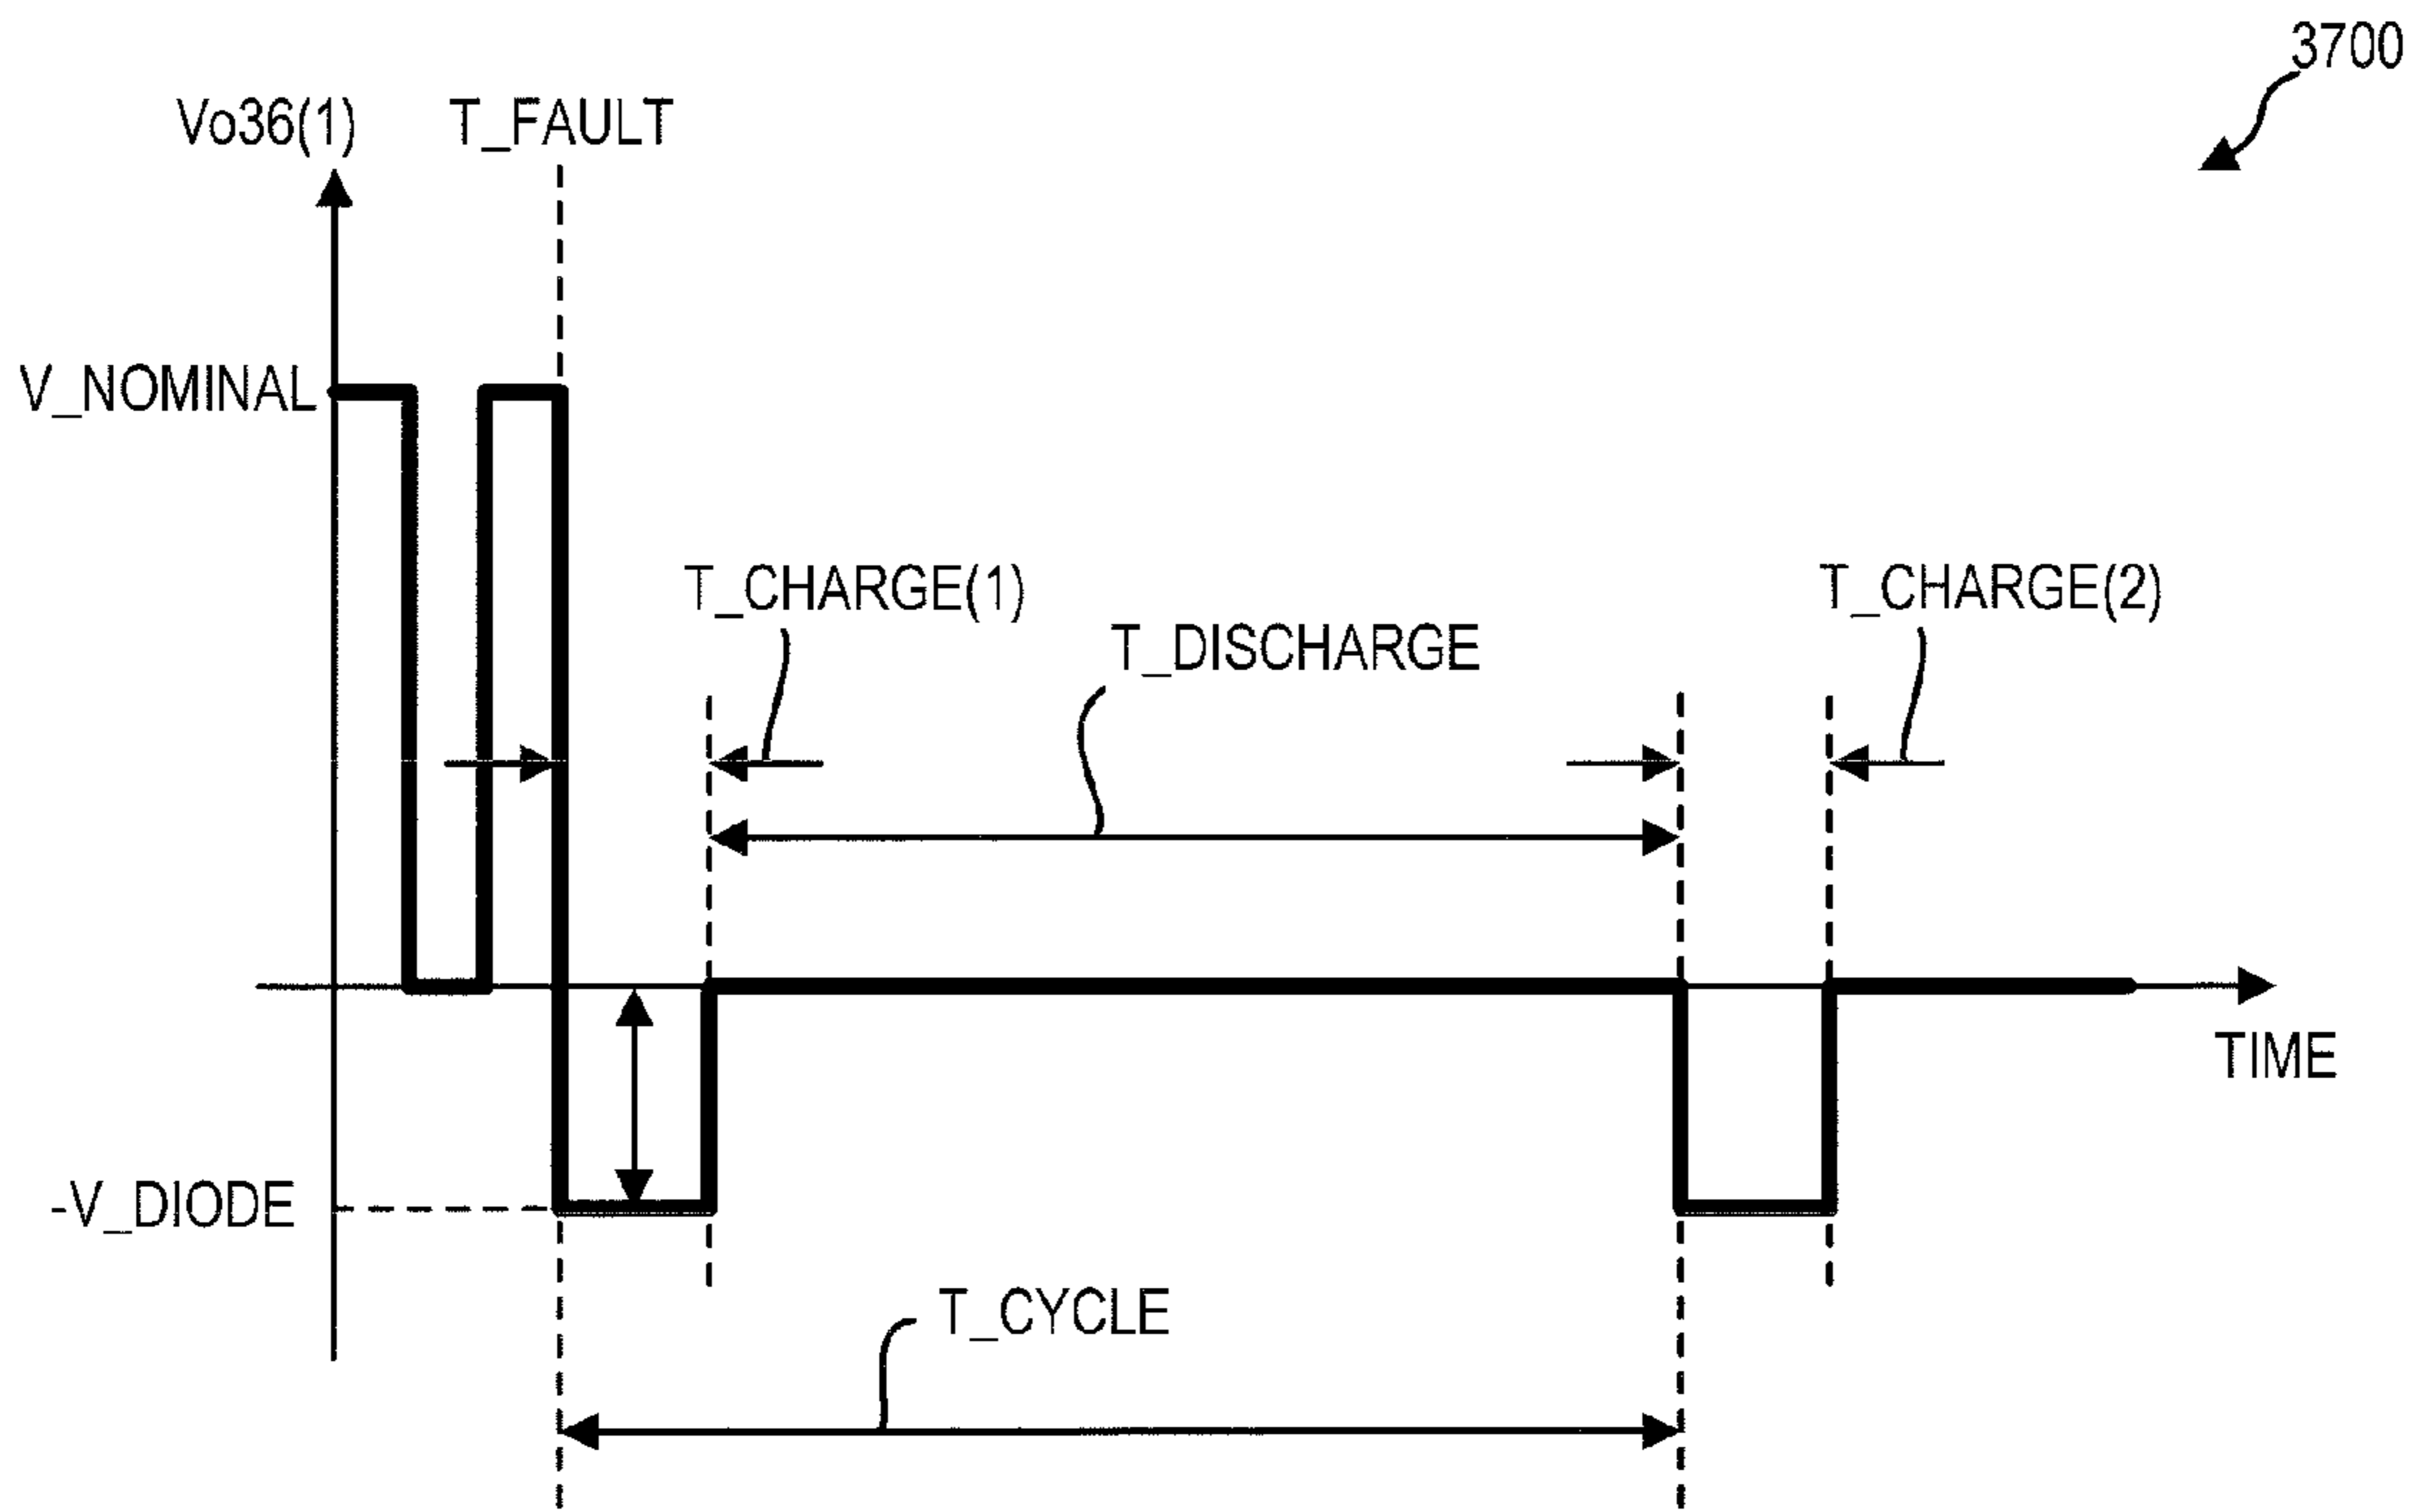 3700
Vo36(1)
T_FAULT
V_NOMINAL
T_CHARGE(1)
T_CHARGE(2)
T_DISCHARGE
TIME
-V_DIODE
T_CYCLE